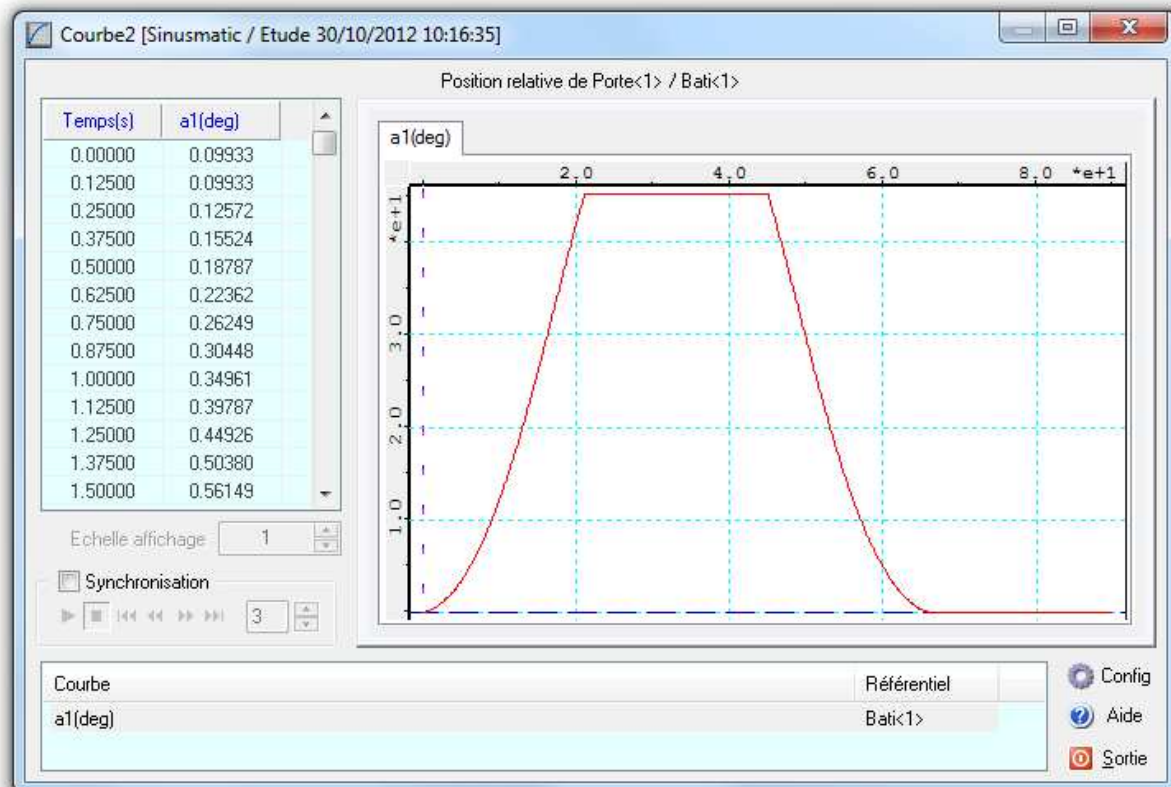 Courbe2 [Sinusmatic / Etude 30/10/2012 10:16:35]
Position relative de Porte<1> / Bati<1>
Temps(s) a1(deg)
0.00000 0.09933
0.12500 0.09933
0.25000 0.12572
0.37500 0.15524
0.50000 0.18787
0.62500 0.22362
0.75000 0.26249
0.87500 0.30448
1.00000 0.34961
1.12500 0.39787
1.25000 0.44926
1.37500 0.50380
1.50000 0.56149
a1(deg)
2.0 4.0 6.0 8.0 *e+1
*e+1
3.0
2.0
1.0
Echelle affichage 1
Synchronisation
3
Courbe Référentiel
a1(deg) Bati<1>
Config
Aide
Sortie